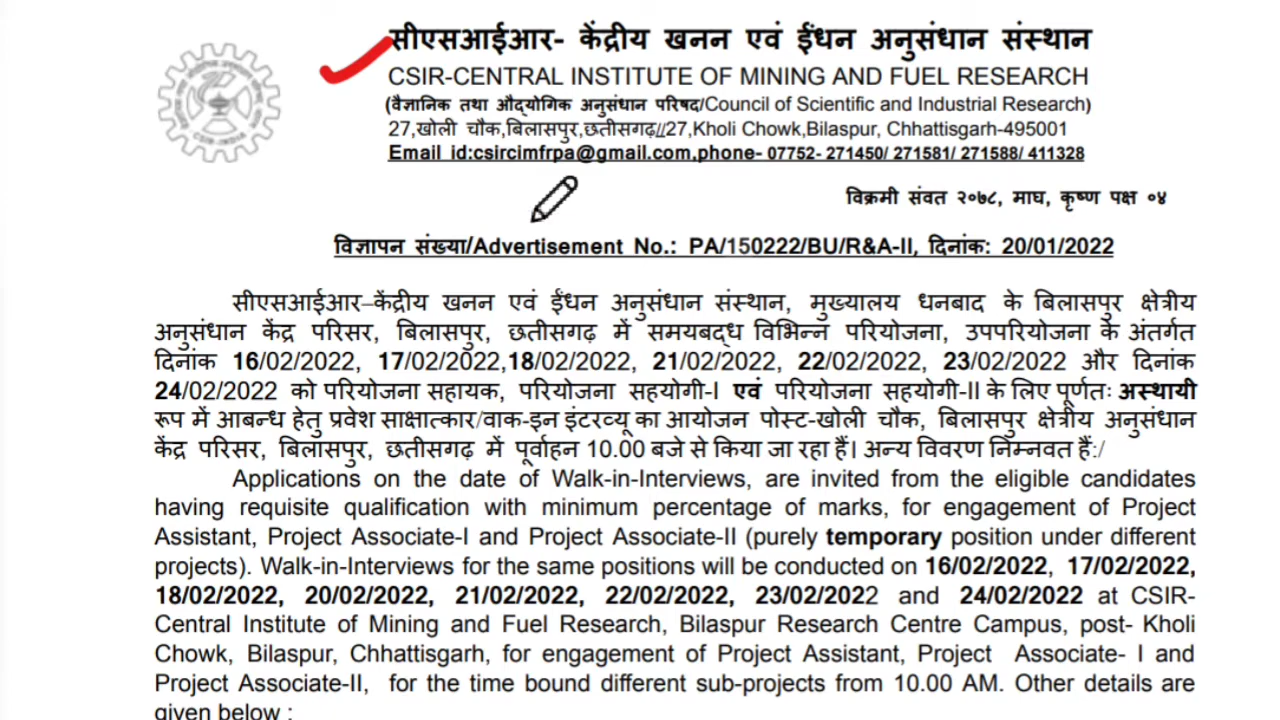 सीएसआईआर- केंद्रीय खनन एवं ईंधन अनुसंधान संस्थान
CSIR-CENTRAL INSTITUTE OF MINING AND FUEL RESEARCH
(वैज्ञानिक तथा औद्योगिक अनुसंधान परिषद/Council of Scientific and Industrial Research)
27,खोली चौक,बिलासपुर,छतीसगढ़//27,Kholi Chowk,Bilaspur, Chhattisgarh-495001
Email id:csircimfrpa@gmail.com,phone- 07752- 271450/ 271581/ 271588/ 411328
विक्रमी संवत २०७८, माघ, कृष्ण पक्ष ०४
विज्ञापन संख्या/Advertisement No.: PA/150222/BU/R&A-II, दिनांक: 20/01/2022
सीएसआईआर–केंद्रीय खनन एवं ईंधन अनुसंधान संस्थान, मुख्यालय धनबाद के बिलासपुर क्षेत्रीय
अनुसंधान केंद्र परिसर, बिलासपुर, छतीसगढ़ में समयबद्ध विभिन्न परियोजना, उपपरियोजना के अंतर्गत
दिनांक 16/02/2022, 17/02/2022,18/02/2022, 21/02/2022, 22/02/2022, 23/02/2022 और दिनांक
24/02/2022 को परियोजना सहायक, परियोजना सहयोगी-I एवं परियोजना सहयोगी-II के लिए पूर्णतः अस्थायी
रूप में आबन्ध हेतु प्रवेश साक्षात्कार/वाक-इन इंटरव्यू का आयोजन पोस्ट-खोली चौक, बिलासपुर क्षेत्रीय अनुसंधान
केंद्र परिसर, बिलासपुर, छतीसगढ़ में पूर्वाहन 10.00 बजे से किया जा रहा हैं। अन्य विवरण निम्नवत हैं:/
Applications on the date of Walk-in-Interviews, are invited from the eligible candidates
having requisite qualification with minimum percentage of marks, for engagement of Project
Assistant, Project Associate-I and Project Associate-II (purely temporary position under different
projects). Walk-in-Interviews for the same positions will be conducted on 16/02/2022, 17/02/2022,
18/02/2022, 20/02/2022, 21/02/2022, 22/02/2022, 23/02/2022 and 24/02/2022 at CSIR-
Central Institute of Mining and Fuel Research, Bilaspur Research Centre Campus, post- Kholi
Chowk, Bilaspur, Chhattisgarh, for engagement of Project Assistant, Project Associate- I and
Project Associate-II, for the time bound different sub-projects from 10.00 AM. Other details are
given below :